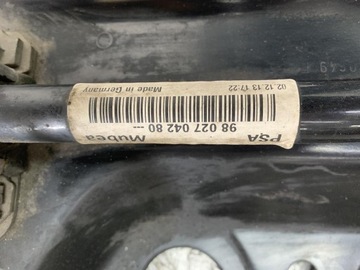 PSA
Mubea
98 027 042 80 ---
Made in Germany
02.12.13 17:22